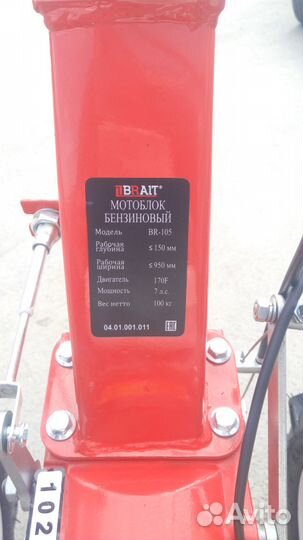 BRAIT®
МОТОБЛОК
БЕНЗИНОВЫЙ
Модель BR-105
Рабочая глубина ≤ 150 мм
Рабочая ширина ≤ 950 мм
Двигатель 170F
Мощность 7 л.с.
Вес нетто 100 кг
04.01.001.011 EAC
102
Avito